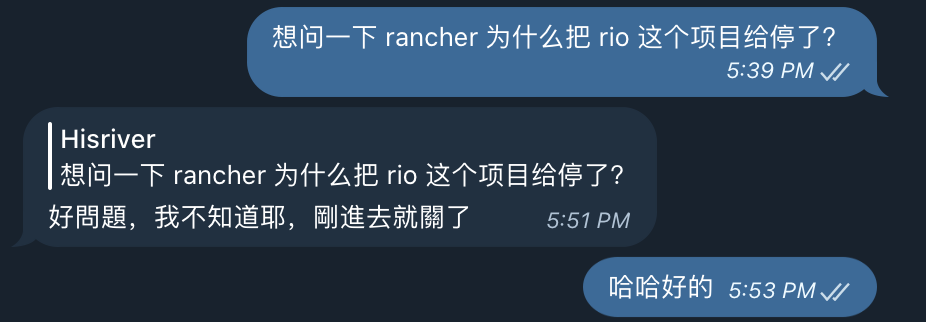 想问一下 rancher 为什么把 rio 这个项目给停了?
5:39 PM
Hisriver
想问一下 rancher 为什么把 rio 这个项目给停了?
好問題，我不知道耶，剛進去就關了 5:51 PM
哈哈好的 5:53 PM